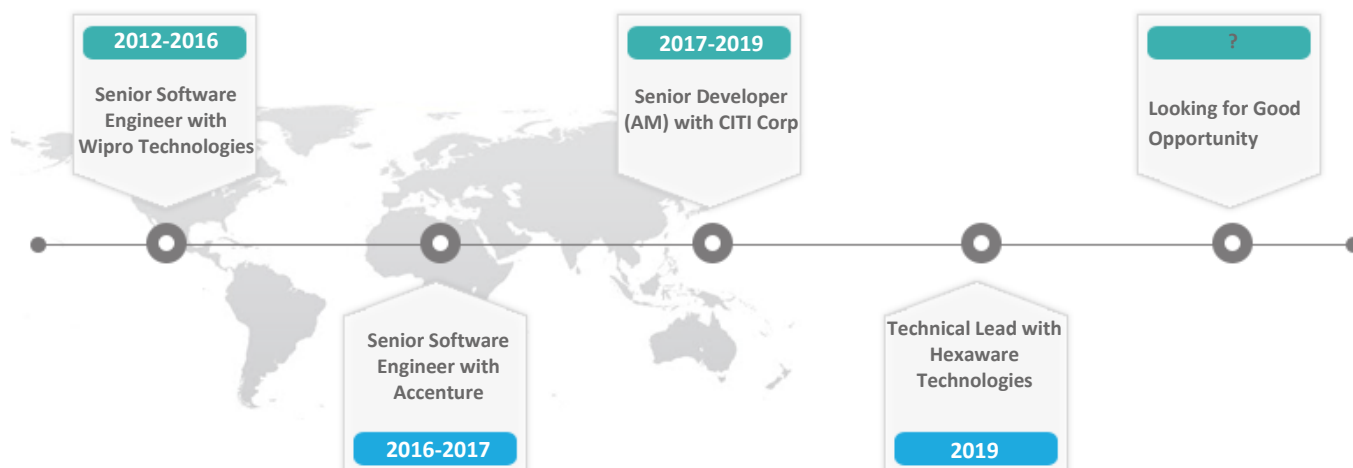 2012-2016
Senior Software
Engineer with
Wipro Technologies
Senior Software
Engineer with
Accenture
2016-2017
2017-2019
Senior Developer
(AM) with CITI Corp
Technical Lead with
Hexaware
Technologies
2019
?
Looking for Good
Opportunity